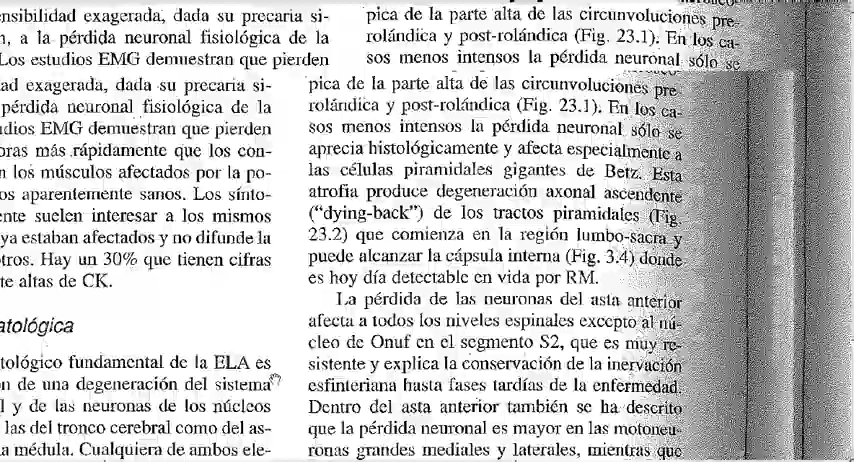 nsibilidad exagerada, dada su precaria si-
, a la pérdida neuronal fisiológica de la
Los estudios EMG demuestran que pierden
ad exagerada, dada su precaria si-
pérdida neuronal fisiológica de la
dios EMG demuestran que pierden
oras más rápidamente que los con-
n los músculos afectados por la po-
os aparentemente sanos. Los sínto-
ente suelen interesar a los mismos
ya estaban afectados y no difunde la
otros. Hay un 30% que tienen cifras
te altas de CK.
atológica
tológico fundamental de la ELA es
ón de una degeneración del sistema
l y de las neuronas de los núcleos
las del tronco cerebral como del as-
a médula. Cualquiera de ambos ele-
pica de la parte alta de las circunvoluciones pre-
rolándica y post-rolándica (Fig. 23.1). En los ca-
sos menos intensos la pérdida neuronal sólo se
pica de la parte alta de las circunvoluciones pre
rolándica y post-rolándica (Fig. 23.1). En los ca-
sos menos intensos la pérdida neuronal sólo se
aprecia histológicamente y afecta especialmente a
las células piramidales gigantes de Betz. Esta
atrofia produce degeneración axonal ascendente
(“dying-back”) de los tractos piramidales (Fig.
23.2) que comienza en la región lumbo-sacra y
puede alcanzar la cápsula interna (Fig. 3.4) donde
es hoy día detectable en vida por RM.
La pérdida de las neuronas del asta anterior
afecta a todos los niveles espinales excepto al nú-
cleo de Onuf en el segmento S2, que es muy re-
sistente y explica la conservación de la inervación
esfinteriana hasta fases tardías de la enfermedad.
Dentro del asta anterior también se ha descrito
que la pérdida neuronal es mayor en las motoneu-
ronas grandes mediales y laterales, mientras que